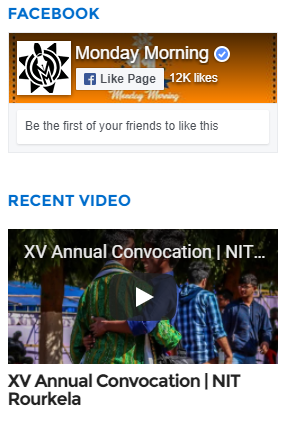 FACEBOOK
Monday Morning
Like Page
12K likes
Monday Morning
Be the first of your friends to like this
RECENT VIDEO
XV Annual Convocation | NIT...
XV Annual Convocation | NIT
Rourkela